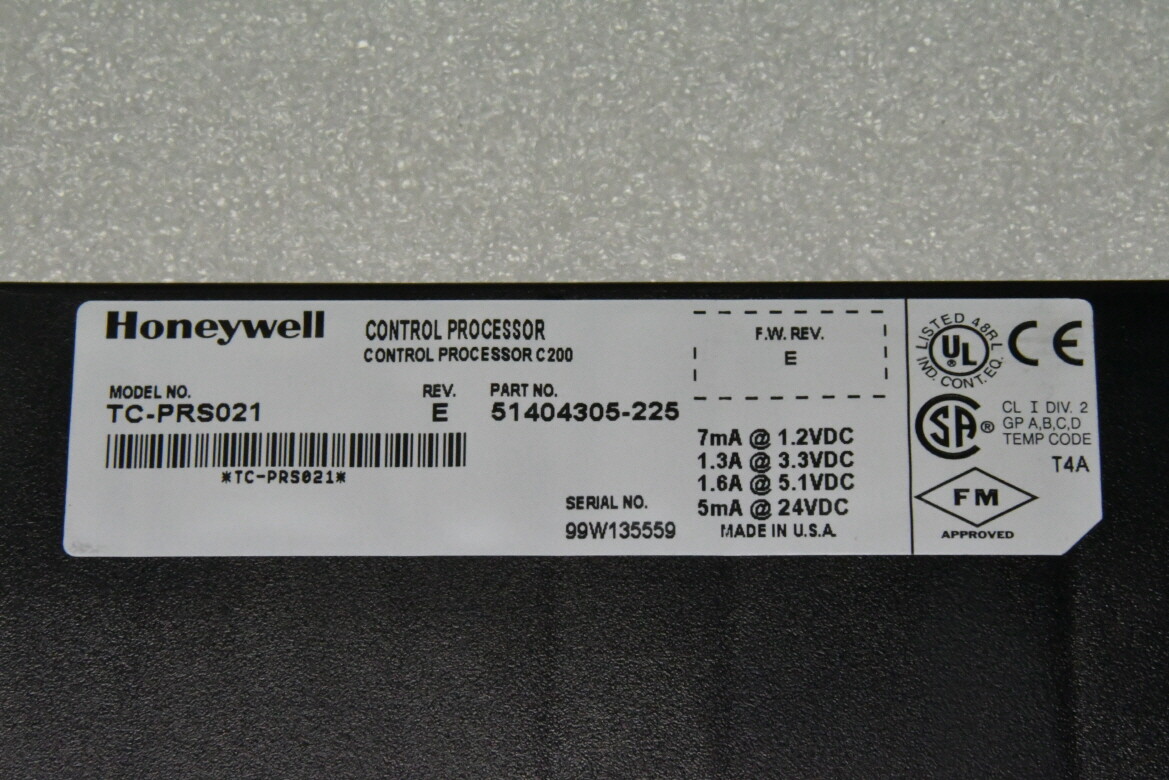 Honeywell
CONTROL PROCESSOR
CONTROL PROCESSOR C200
MODEL NO.
TC-PRS021
REV.
E
PART NO.
51404305-225
*TC-PRS021*
SERIAL NO.
99W135559
F.W. REV.
E
7mA @ 1.2VDC
1.3A @ 3.3VDC
1.6A @ 5.1VDC
5mA @ 24VDC
MADE IN U.S.A.
LISTED 48RL
UL
®
IND. CONT. EQ.
CE
SA ®
CL I DIV. 2
GP A,B,C,D
TEMP CODE
T4A
FM
APPROVED